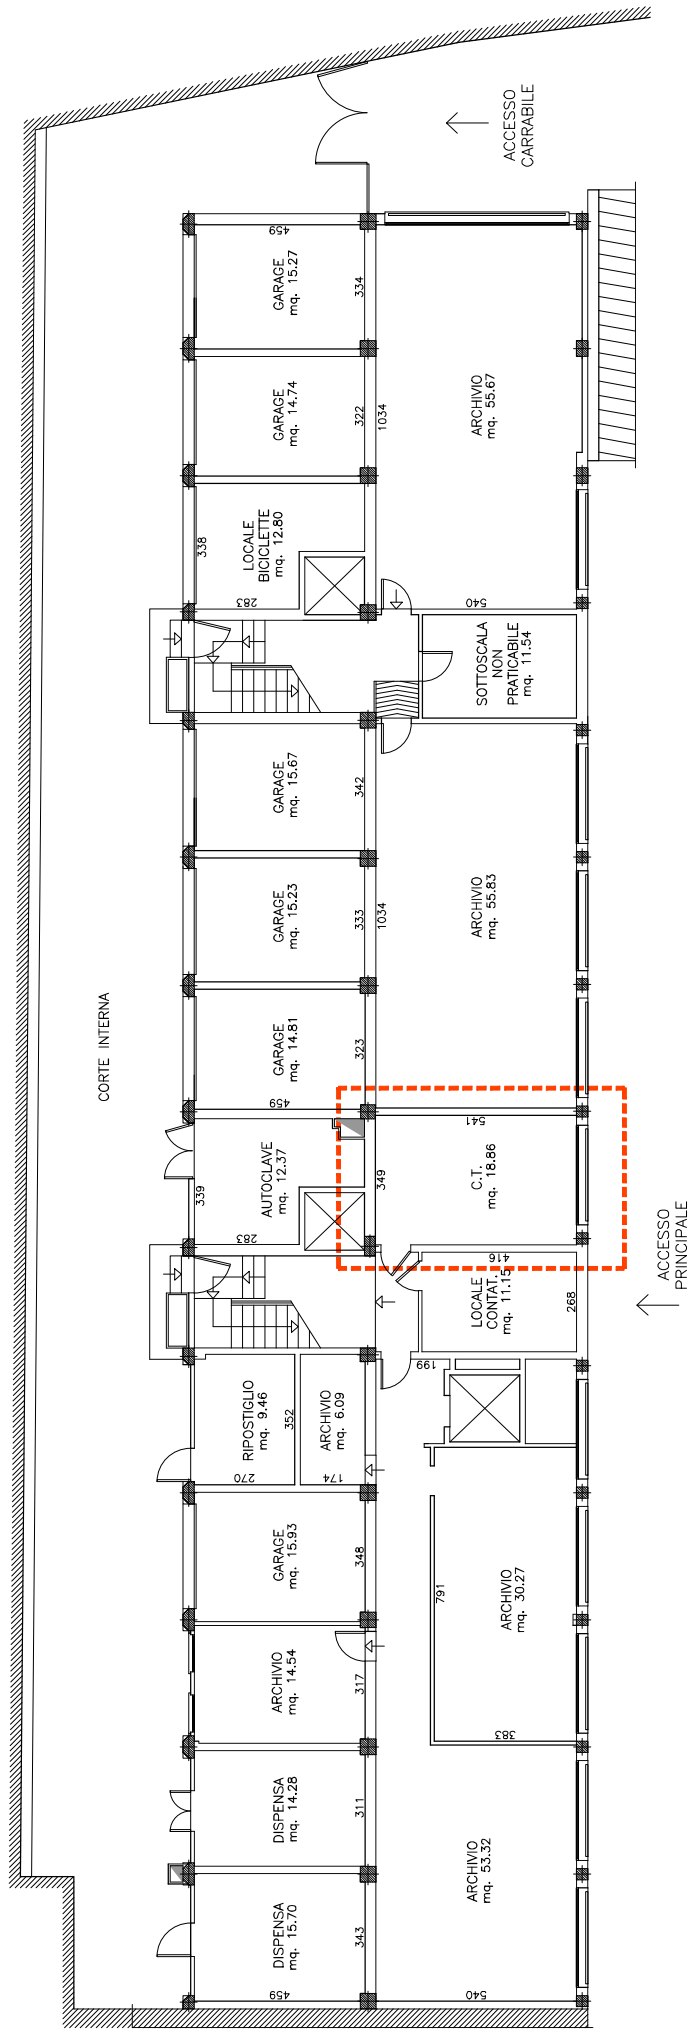 ACCESSO
CARRABILE
459
GARAGE
mq. 15.27
334
GARAGE
mq. 14.74
322
1034
ARCHIVIO
mq. 55.67
338
LOCALE
BICICLETTE
mq. 12.80
283
540
SOTTOSCALA
NON
PRATICABILE
mq. 11.54
GARAGE
mq. 15.67
342
GARAGE
mq. 15.23
333
1034
ARCHIVIO
mq. 55.83
CORTE INTERNA
GARAGE
mq. 14.81
323
459
541
339
AUTOCLAVE
mq. 12.37
349
C.T.
mq. 18.86
283
416
LOCALE
CONTAT.
mq. 11.15
268
ACCESSO
PRINCIPALE
199
RIPOSTIGLIO
mq. 9.46
352
ARCHIVIO
mq. 6.09
270
174
GARAGE
mq. 15.93
348
791
ARCHIVIO
mq. 30.27
ARCHIVIO
mq. 14.54
317
383
DISPENSA
mq. 14.28
311
ARCHIVIO
mq. 53.32
DISPENSA
mq. 15.70
343
459
540